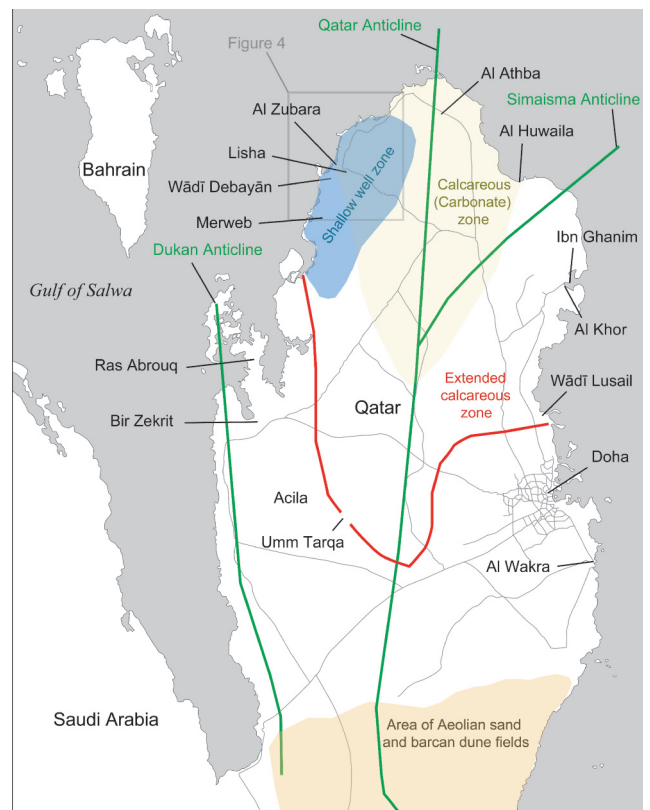 Qatar Anticline
Figure 4
Al Athba
Simaisma Anticline
Al Zubara
Al Huwaila
Lisha
Bahrain
Wādī Debayān
Shallow well zone
Calcareous
(Carbonate)
zone
Merweb
Dukan Anticline
Ibn Ghanim
Gulf of Salwa
Al Khor
Ras Abrouq
Extended
calcareous
zone
Wādī Lusail
Qatar
Bir Zekrit
Doha
Acila
Umm Tarqa
Al Wakra
Saudi Arabia
Area of Aeolian sand
and barcan dune fields